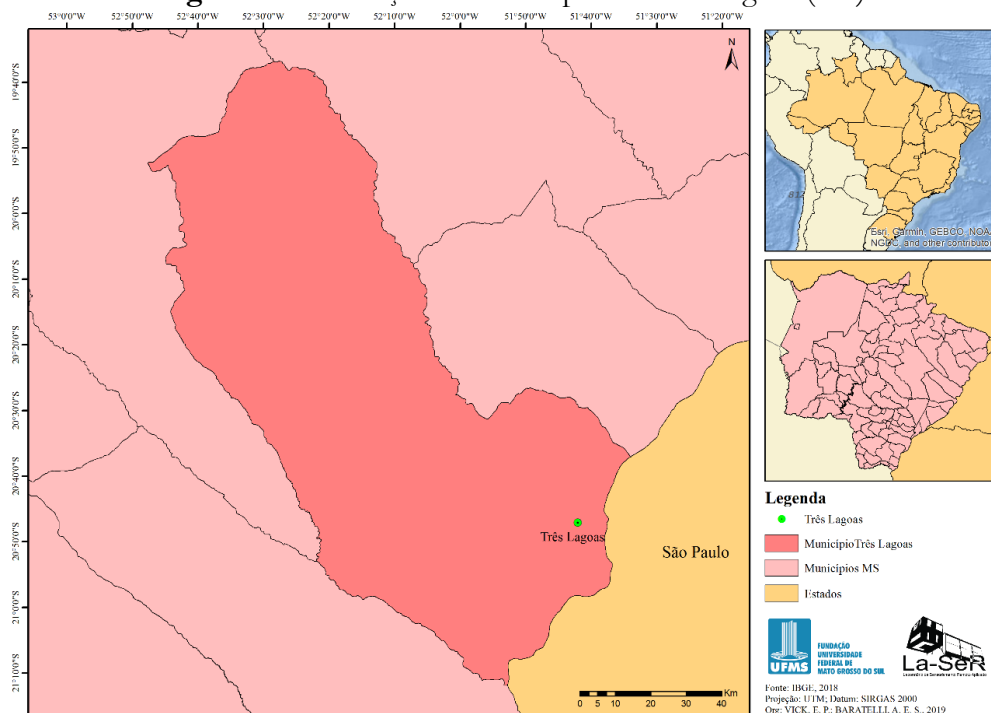 53°0'0"W 52°50'0"W 52°40'0"W 52°30'0"W 52°20'0"W 52°10'0"W 52°0'0"W 51°50'0"W 51°40'0"W 51°30'0"W 51°20'0"W
19°40'0"S
19°50'0"S
20°0'0"S
20°10'0"S
20°20'0"S
20°30'0"S
20°40'0"S
20°50'0"S
21°0'0"S
21°10'0"S
N
Três Lagoas
São Paulo
0 5 10 20 30 40
Km
Esri, Garmin, GEBCO, NOAA
NGDC, and other contributor
Legenda
Três Lagoas
MunicípioTrês Lagoas
Municípios MS
Estados
UFMS
FUNDAÇÃO
UNIVERSIDADE
FEDERAL DE
MATO GROSSO DO SUL
La-SeR
Fonte: IBGE, 2018
Projeção: UTM; Datum: SIRGAS 2000
Org: VICK, E. P.; BARATELLI, A. E. S., 2019